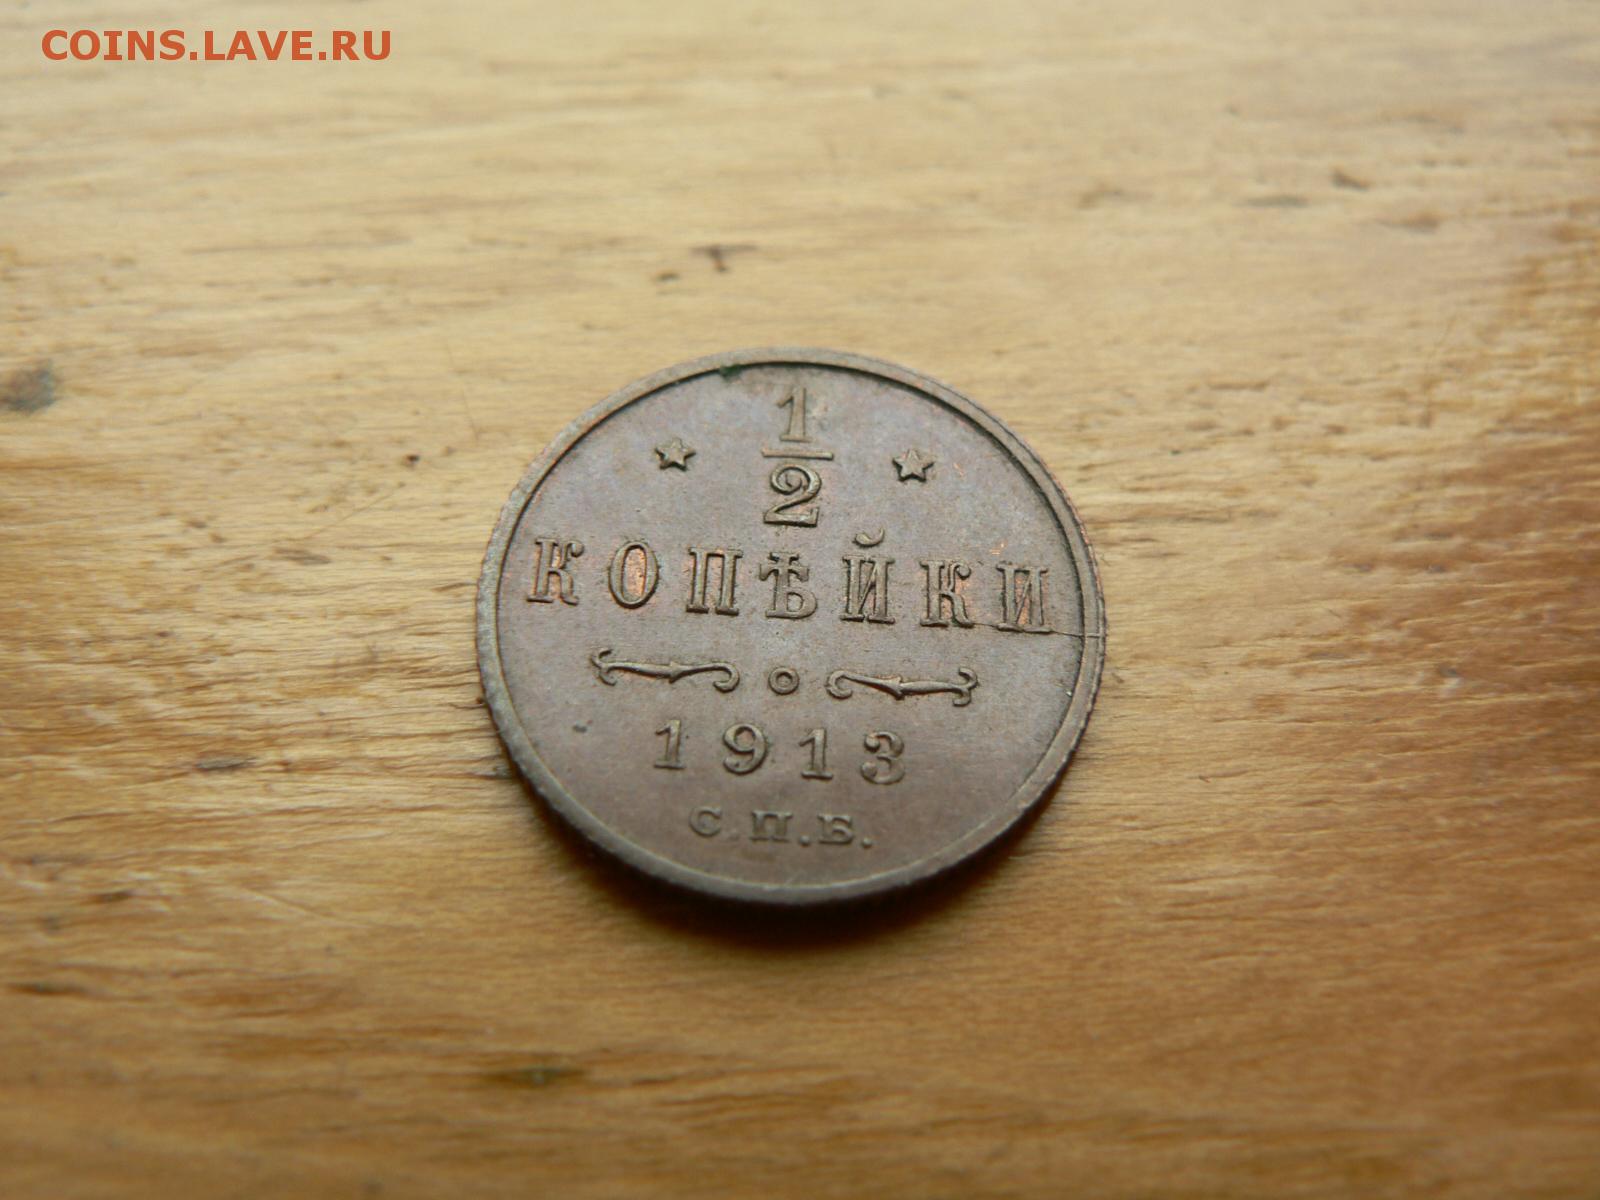 COINS.LAVE.RU
1
2
КОПѢЙКИ
1913
С.П.Б.